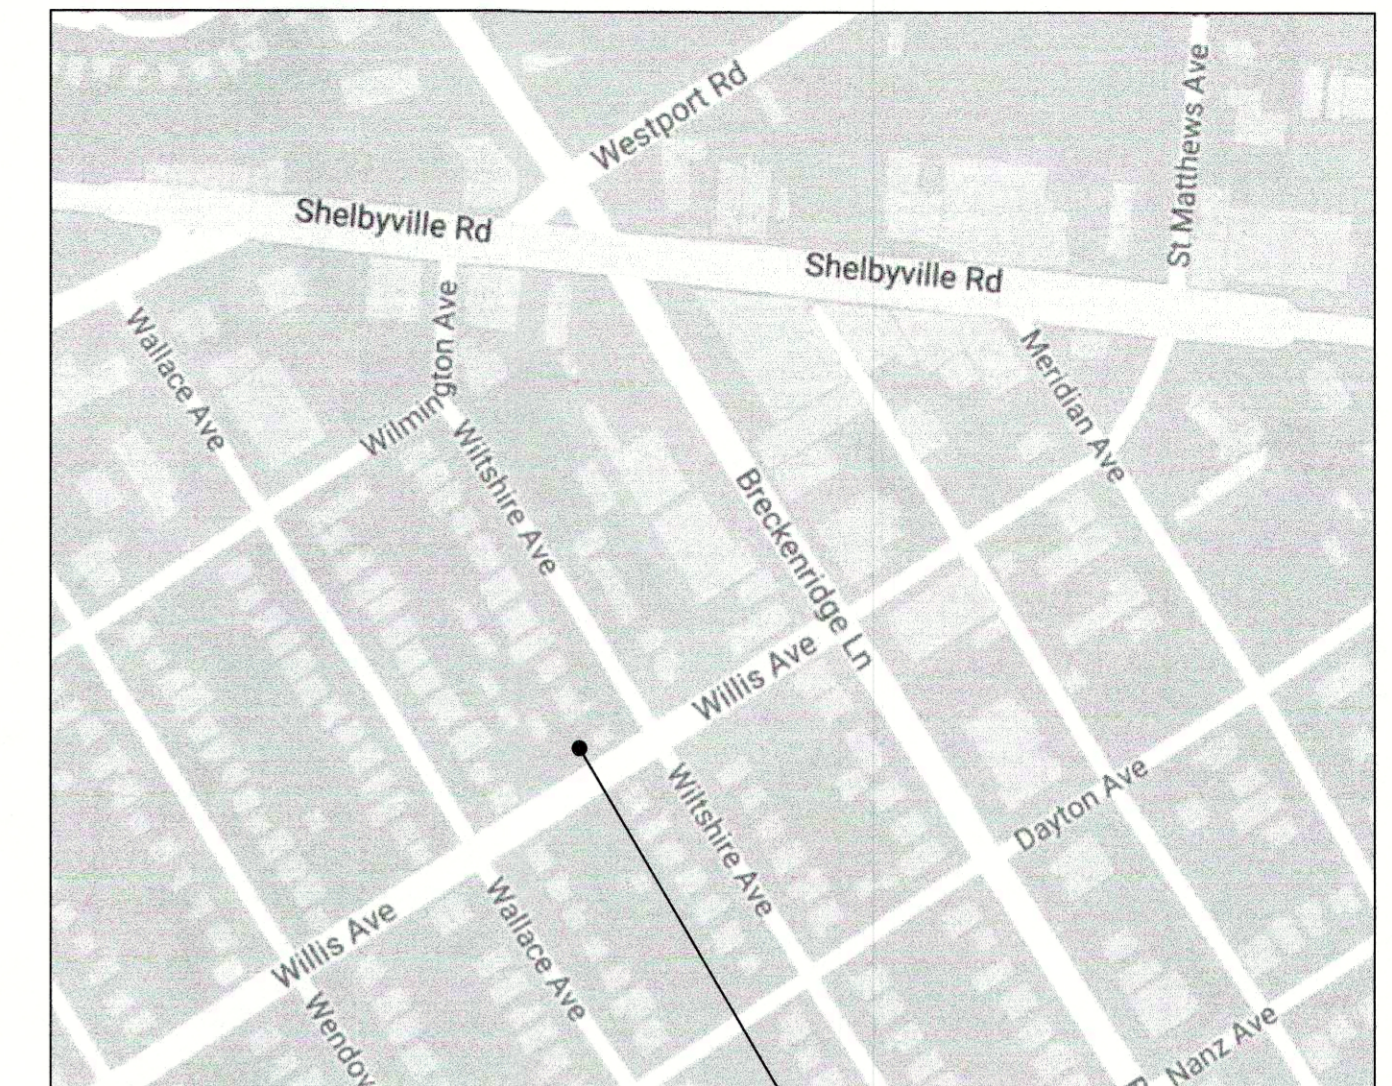 Westport Rd
St Matthews Ave
Shelbyville Rd
Shelbyville Rd
Wallace Ave
Wilmington Ave
Meridian Ave
Wiltshire Ave
Breckenridge Ln
Willis Ave
Wiltshire Ave
Dayton Ave
Willis Ave
Wallace Ave
Wendov
Nanz Ave